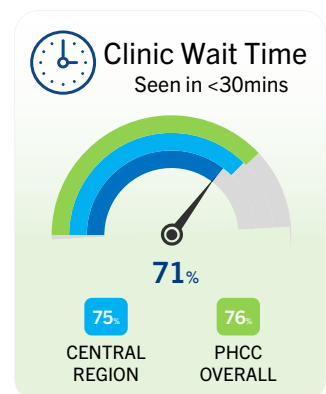 Clinic Wait Time
Seen in <30mins
71%
75%
76%
CENTRAL
REGION
PHCC
OVERALL